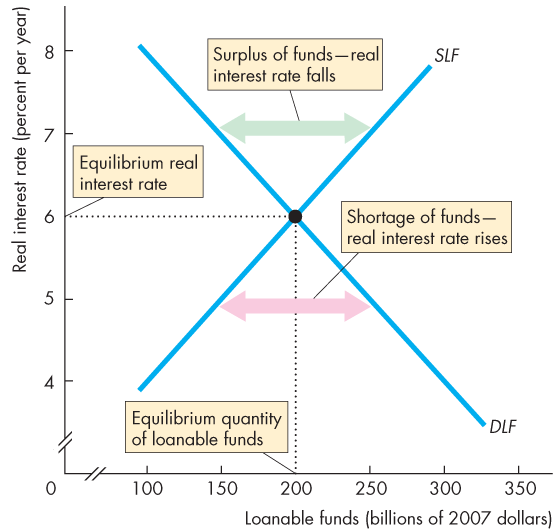 Real interest rate (percent per year)
8
7
6
5
4
0
SLF
Surplus of funds—real
interest rate falls
Equilibrium real
interest rate
Shortage of funds—
real interest rate rises
Equilibrium quantity
of loanable funds
DLF
100
150
200
250
300
350
Loanable funds (billions of 2007 dollars)